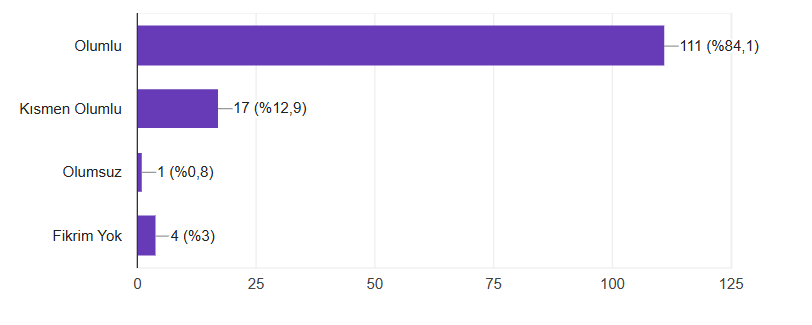 Olumlu 111 (%84,1)
Kısmen Olumlu 17 (%12,9)
Olumsuz 1 (%0,8)
Fikrim Yok 4 (%3)
0 25 50 75 100 125